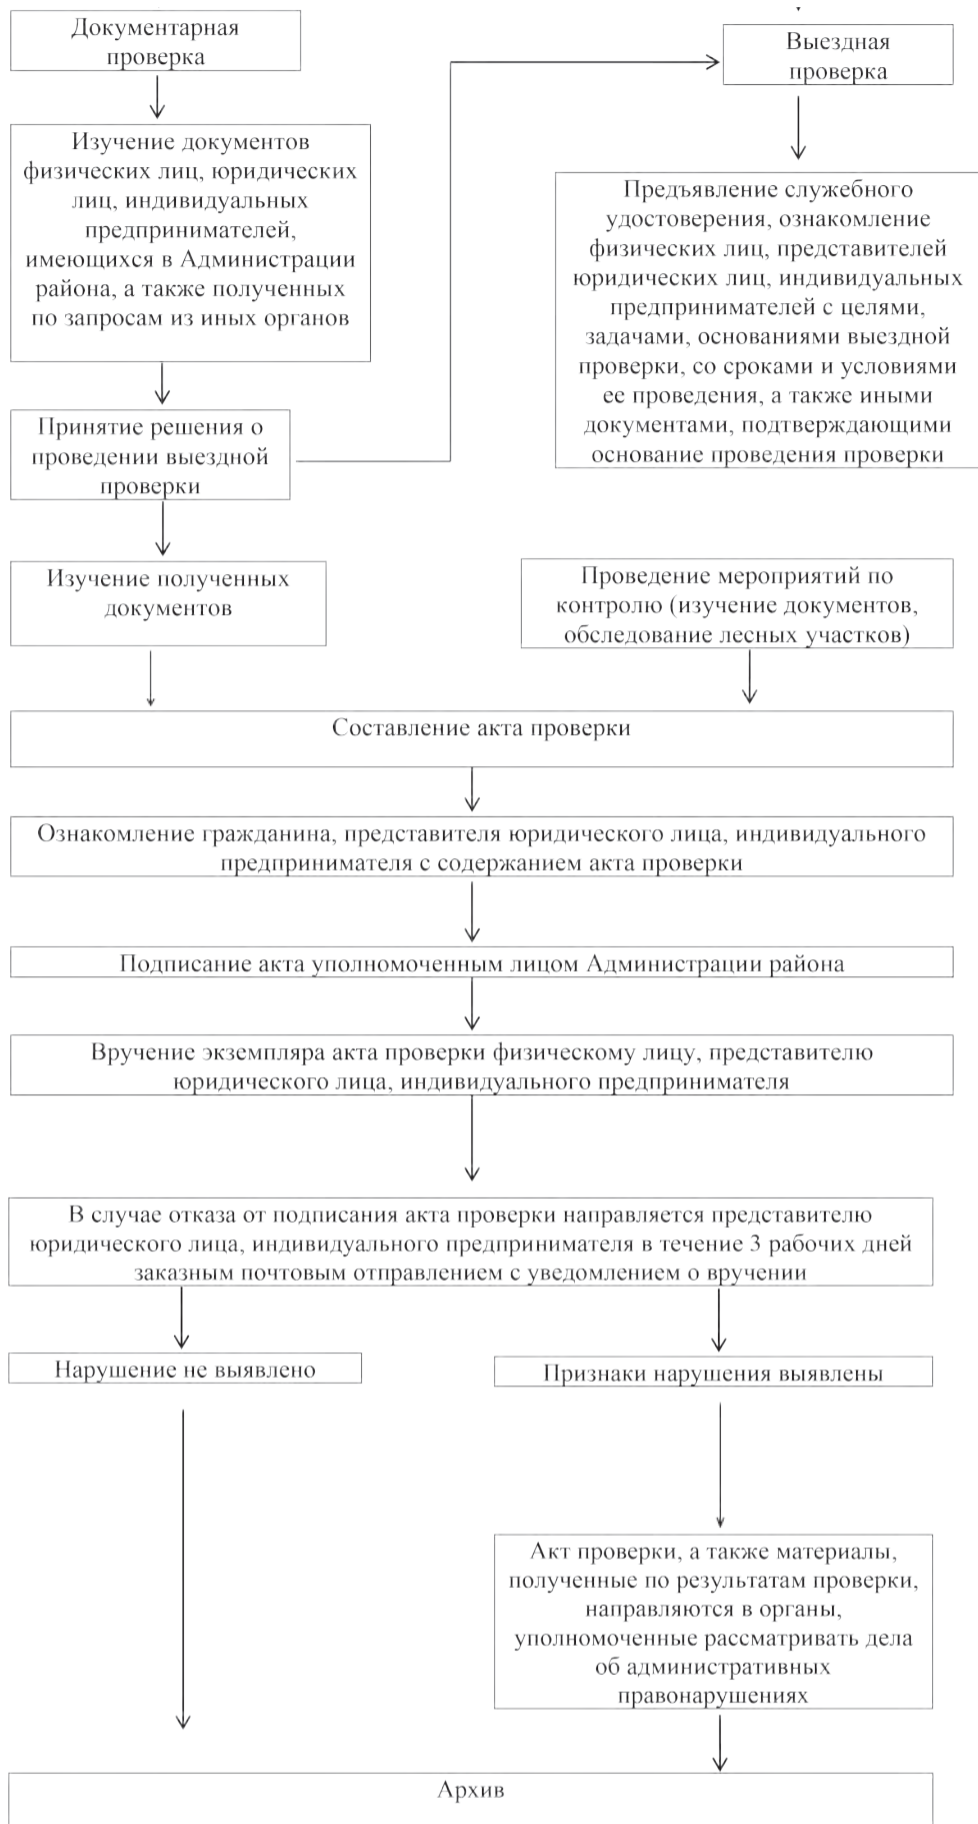 Документарная
проверка
Выездная
проверка
Изучение документов
физических лиц, юридических
лиц, индивидуальных
предпринимателей,
имеющихся в Администрации
района, а также полученных
по запросам из иных органов
Предъявление служебного
удостоверения, ознакомление
физических лиц, представителей
юридических лиц, индивидуальных
предпринимателей с целями,
задачами, основаниями выездной
проверки, со сроками и условиями
ее проведения, а также иными
документами, подтверждающими
основание проведения проверки
Принятие решения о
проведении выездной
проверки
Изучение полученных
документов
Проведение мероприятий по
контролю (изучение документов,
обследование лесных участков)
Составление акта проверки
Ознакомление гражданина, представителя юридического лица, индивидуального
предпринимателя с содержанием акта проверки
Подписание акта уполномоченным лицом Администрации района
Вручение экземпляра акта проверки физическому лицу, представителю
юридического лица, индивидуального предпринимателя
В случае отказа от подписания акта проверки направляется представителю
юридического лица, индивидуального предпринимателя в течение 3 рабочих дней
заказным почтовым отправлением с уведомлением о вручении
Нарушение не выявлено
Признаки нарушения выявлены
Акт проверки, а также материалы,
полученные по результатам проверки,
направляются в органы,
уполномоченные рассматривать дела
об административных
правонарушениях
Архив